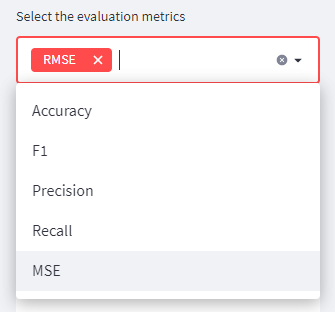 Select the evaluation metrics
RMSE
Accuracy
F1
Precision
Recall
MSE